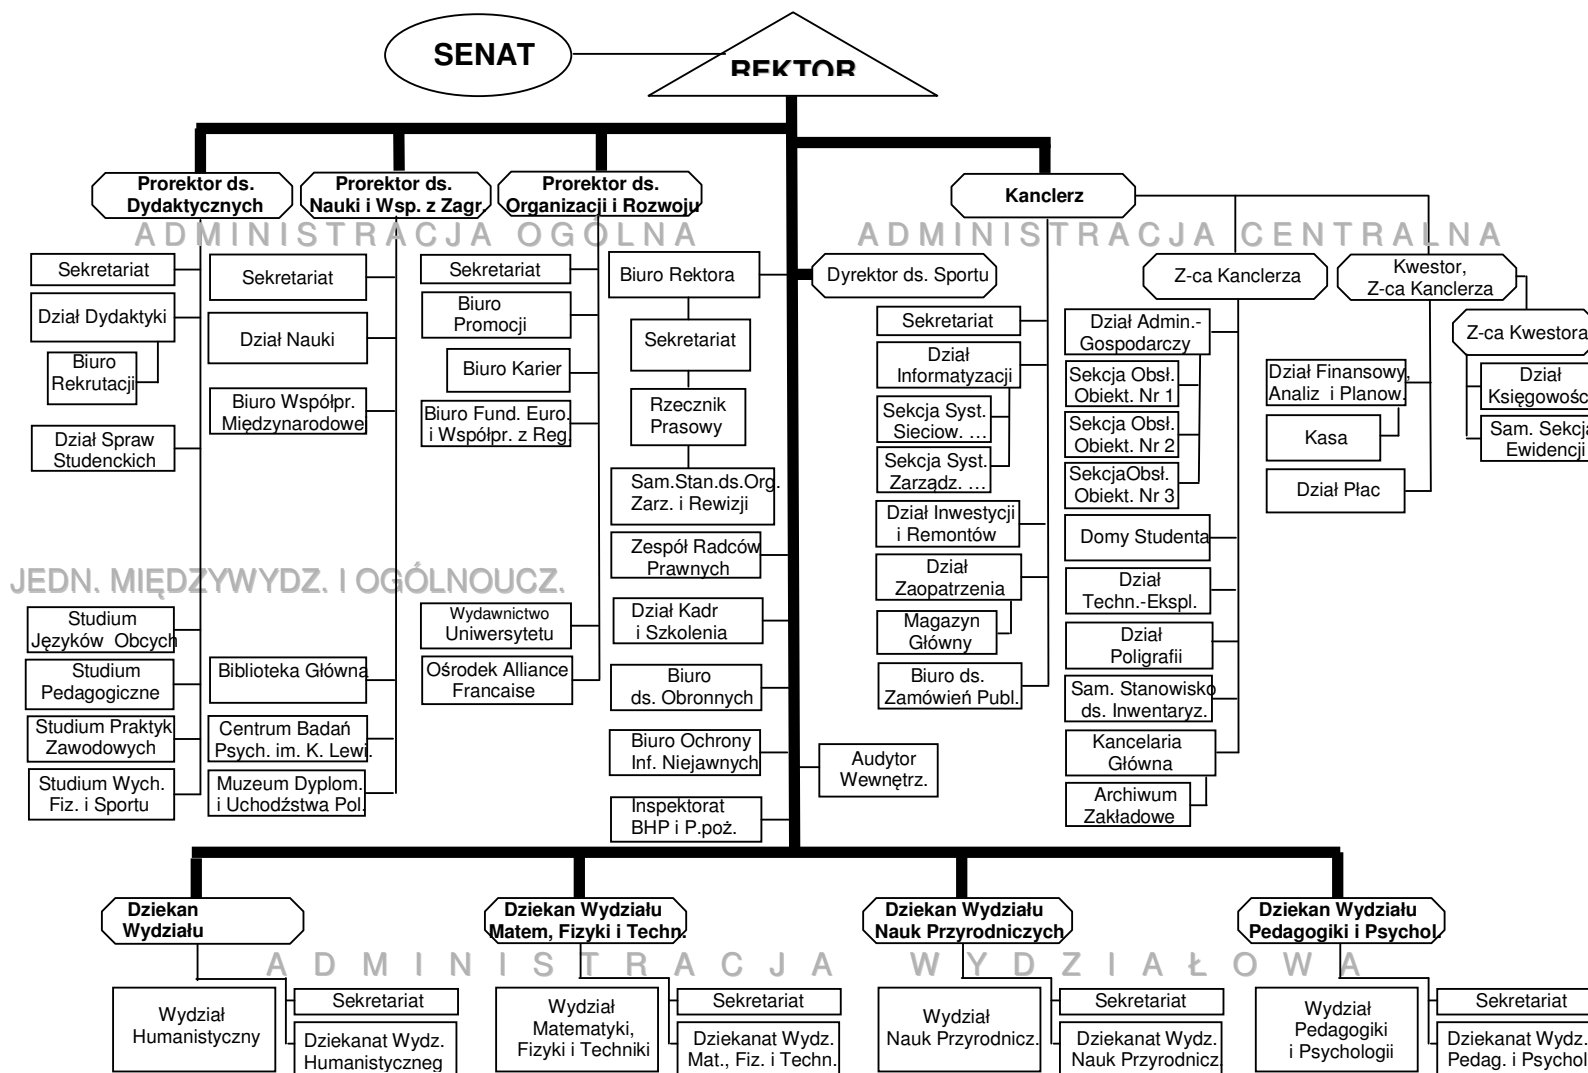 SENAT
REKTOR
Prorektor ds.
Dydaktycznych
Prorektor ds.
Nauki i Wsp. z Zagr.
Prorektor ds.
Organizacji i Rozwoju
Kanclerz
ADMINISTRACJA OGÓLNA
ADMINISTRACJA CENTRALNA
Sekretariat
Dział Dydaktyki
Biuro
Rekrutacji
Dział Spraw
Studenckich
Sekretariat
Dział Nauki
Biuro Współpr.
Międzynarodowe
Sekretariat
Biuro
Promocji
Biuro Karier
Biuro Fund. Euro.
i Współpr. z Reg.
Biuro Rektora
Sekretariat
Rzecznik
Prasowy
Sam.Stan.ds.Org.
Zarz. i Rewizji
Zespół Radców
Prawnych
Dział Kadr
i Szkolenia
Biuro
ds. Obronnych
Biuro Ochrony
Inf. Niejawnych
Inspektorat
BHP i P.poż.
Dyrektor ds. Sportu
Audytor
Wewnętrz.
Sekretariat
Dział
Informatyzacji
Sekcja Syst.
Sieciow. ...
Sekcja Syst.
Zarządz. ...
Dział Inwestycji
i Remontów
Dział
Zaopatrzenia
Magazyn
Główny
Biuro ds.
Zamówień Publ.
Z-ca Kanclerza
Dział Admin.-
Gospodarczy
Sekcja Obsł.
Obiekt. Nr 1
Sekcja Obsł.
Obiekt. Nr 2
SekcjaObsł.
Obiekt. Nr 3
Domy Studenta
Dział
Techn.-Ekspl.
Dział
Poligrafii
Sam. Stanowisko
ds. Inwentaryz.
Kancelaria
Główna
Archiwum
Zakładowe
Kwestor,
Z-ca Kanclerza
Dział Finansowy,
Analiz i Planow.
Kasa
Dział Płac
Z-ca Kwestora
Dział
Księgowości
Sam. Sekcja
Ewidencji
JEDN. MIĘDZYWYDZ. I OGÓLNOUCZ.
Studium
Języków Obcych
Studium
Pedagogiczne
Studium Praktyk
Zawodowych
Studium Wych.
Fiz. i Sportu
Biblioteka Główna
Centrum Badań
Psych. im. K. Lewi.
Muzeum Dyplom.
i Uchodźstwa Pol.
Wydawnictwo
Uniwersytetu
Ośrodek Alliance
Francaise
Dziekan
Wydziału
Dziekan Wydziału
Matem, Fizyki i Techn.
Dziekan Wydziału
Nauk Przyrodniczych
Dziekan Wydziału
Pedagogiki i Psychol.
ADMINISTRACJA WYDZIAŁOWA
Wydział
Humanistyczny
Sekretariat
Dziekanat Wydz.
Humanistyczneg
Wydział
Matematyki,
Fizyki i Techniki
Sekretariat
Dziekanat Wydz.
Mat., Fiz. i Techn.
Wydział
Nauk Przyrodnicz.
Sekretariat
Dziekanat Wydz.
Nauk Przyrodnicz.
Wydział
Pedagogiki
i Psychologii
Sekretariat
Dziekanat Wydz.
Pedag. i Psychol.